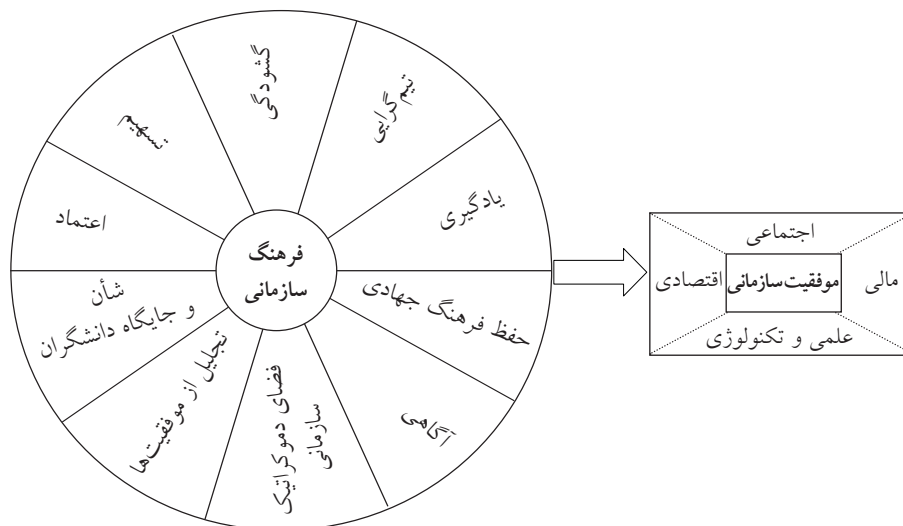 گشودگی
تیم‌گرایی
تسهیم
یادگیری
اعتماد
فرهنگ
سازمانی
شأن
و جایگاه دانشگران
حفظ فرهنگ جهادی
تجلیل از موفقیت‌ها
فضای دموکراتیک
سازمانی
آگاهی
اجتماعی
مالی
موفقیت سازمانی
اقتصادی
علمی و تکنولوژی